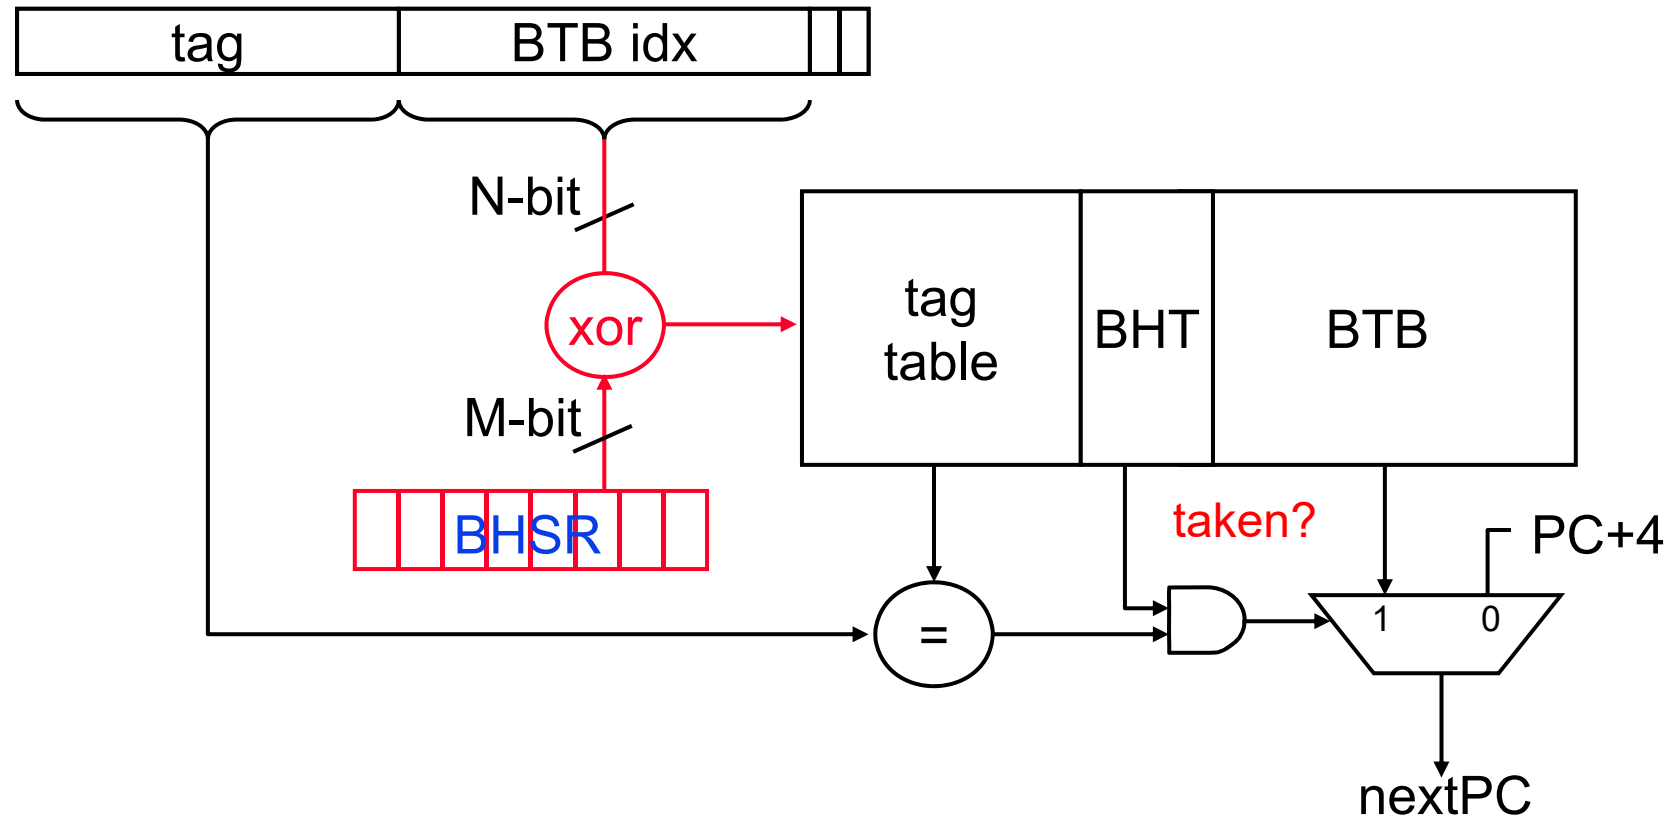 tag
BTB idx
N-bit
xor
tag
table
BHT
BTB
M-bit
BHSR
taken?
PC+4
=
1
0
nextPC